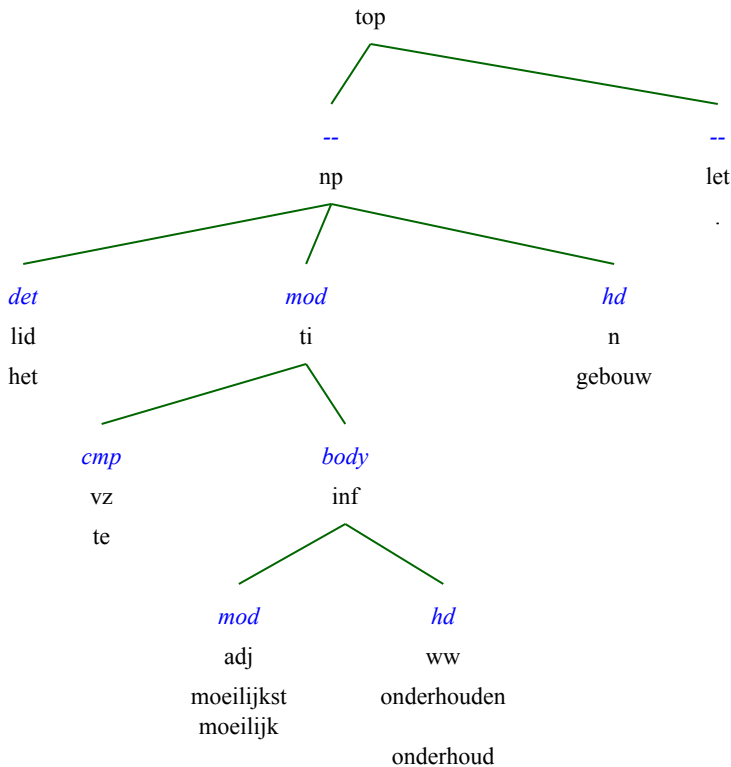 top
-- --
np let
.
det mod hd
lid ti n
het gebouw
cmp body
vz inf
te
mod hd
adj ww
moeilijkst onderhouden
moeilijk
onderhoud